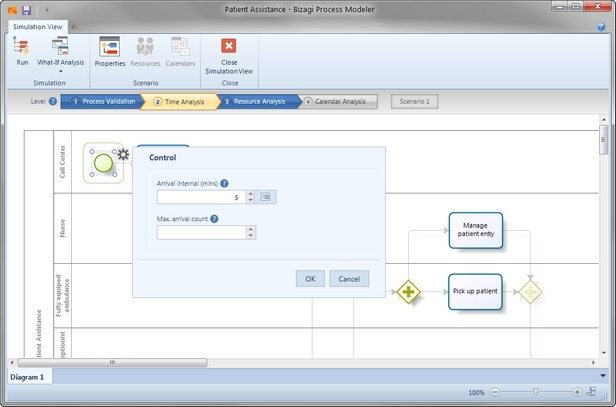 Patient Assistance - Bizagi Process Modeler
Simulation View
Run
What-If Analysis
Properties
Resources
Calendars
Close
Simulation View
Simulation
Scenario
Close
Level
1 Process Validation
2 Time Analysis
3 Resource Analysis
4 Calendar Analysis
Scenario 1
Call Center
Control
Arrival internal (mins)
5
Max. arrival count
OK
Cancel
Nurse
Manage
patient entry
Fully equiped
ambulance
Pick up patient
tient Assistance
eptionist
Diagram 1
100%